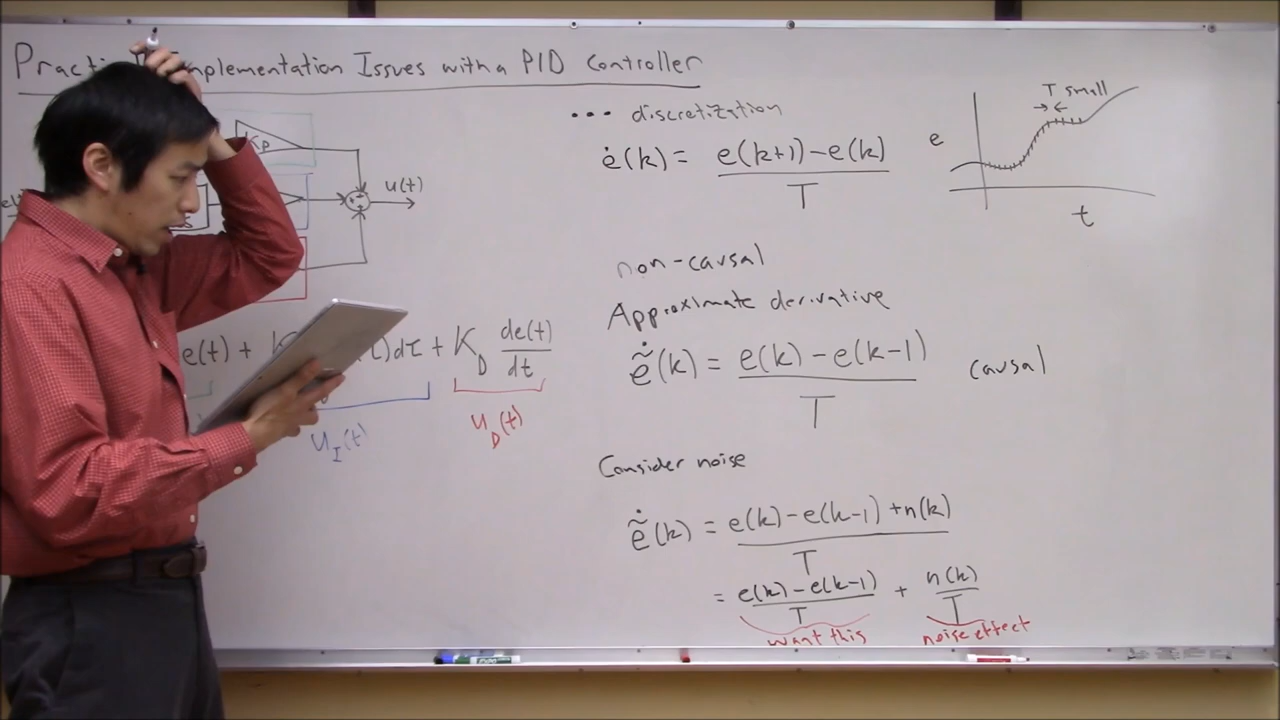 Implementation Issues with a PID Controller
Kp
u(t)
e(t) + dτ + K_D de(t)/dt
u_I(t)
u_D(t)
... discretization
ė(k) = e(k+1)-e(k) / T
T small
e
t
non-causal
Approximate derivative
ẽ̇(k) = e(k)-e(k-1) / T causal
Consider noise
ẽ̇(k) = e(k)-e(k-1)+n(k) / T
= e(k)-e(k-1) / T + n(k) / T
want this noise effect